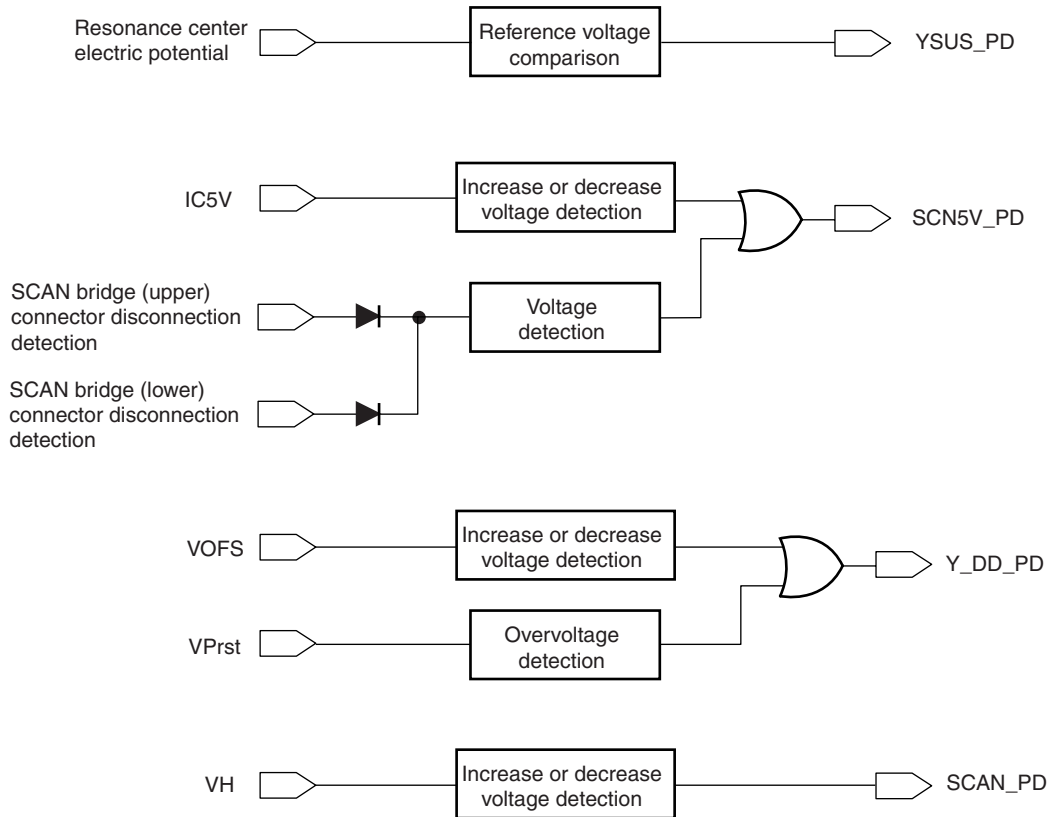 Resonance center
electric potential
Reference voltage
comparison
YSUS_PD
IC5V
Increase or decrease
voltage detection
SCN5V_PD
SCAN bridge (upper)
connector disconnection
detection
Voltage
detection
SCAN bridge (lower)
connector disconnection
detection
VOFS
Increase or decrease
voltage detection
Y_DD_PD
VPrst
Overvoltage
detection
VH
Increase or decrease
voltage detection
SCAN_PD